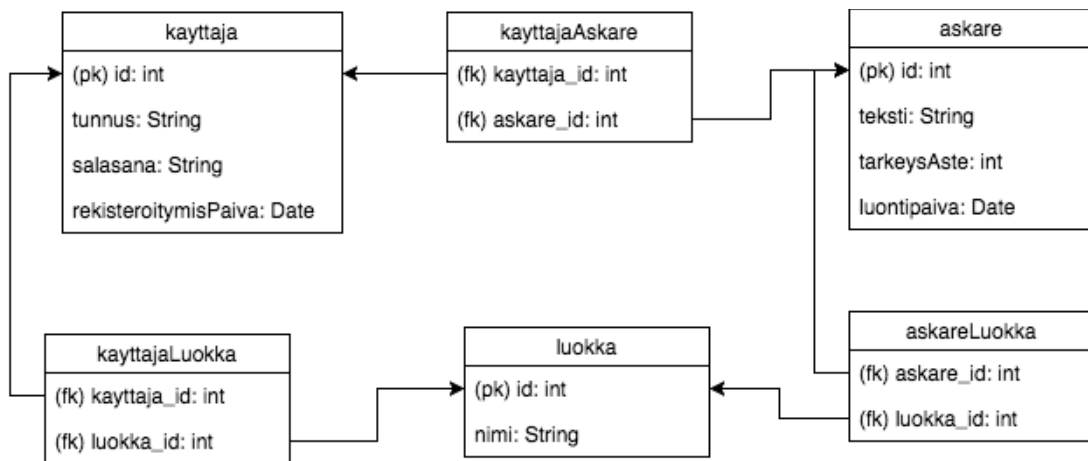 kayttaja
(pk) id: int
tunnus: String
salasana: String
rekisteroitymisPaiva: Date
kayttajaAskare
(fk) kayttaja_id: int
(fk) askare_id: int
askare
(pk) id: int
teksti: String
tarkeysAste: int
luontipaiva: Date
kayttajaLuokka
(fk) kayttaja_id: int
(fk) luokka_id: int
luokka
(pk) id: int
nimi: String
askareLuokka
(fk) askare_id: int
(fk) luokka_id: int